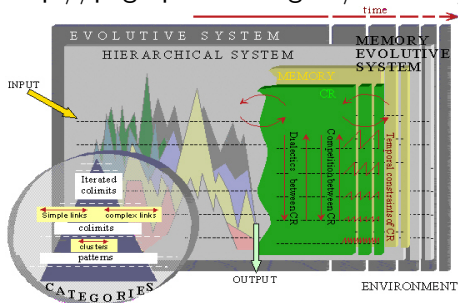 time
EVOLUTIVE SYSTEM
HIERARCHICAL SYSTEM
MEMORY
EVOLUTIVE
SYSTEM
MEMORY
CR
INPUT
Dialectics between CR
Competition between CR
Temporal constraints of CR
Iterated
colimits
Simple links
complex links
colimits
clusters
patterns
CATEGORIES
OUTPUT
ENVIRONMENT